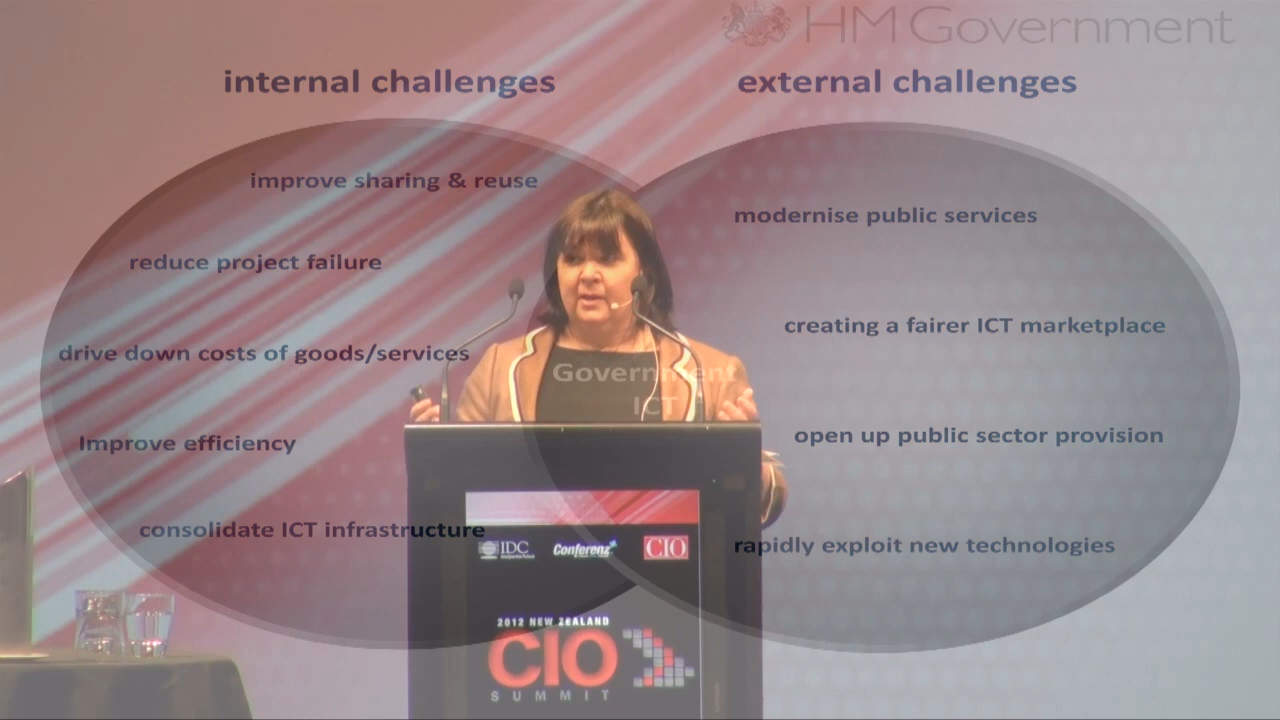 HM Government
internal challenges
external challenges
improve sharing & reuse
modernise public services
reduce project failure
creating a fairer ICT marketplace
drive down costs of goods/services
Government
ICT
Improve efficiency
open up public sector provision
consolidate ICT infrastructure
rapidly exploit new technologies
IDC
Conferenz
CIO
2012 NEW ZEALAND
CIO
SUMMIT